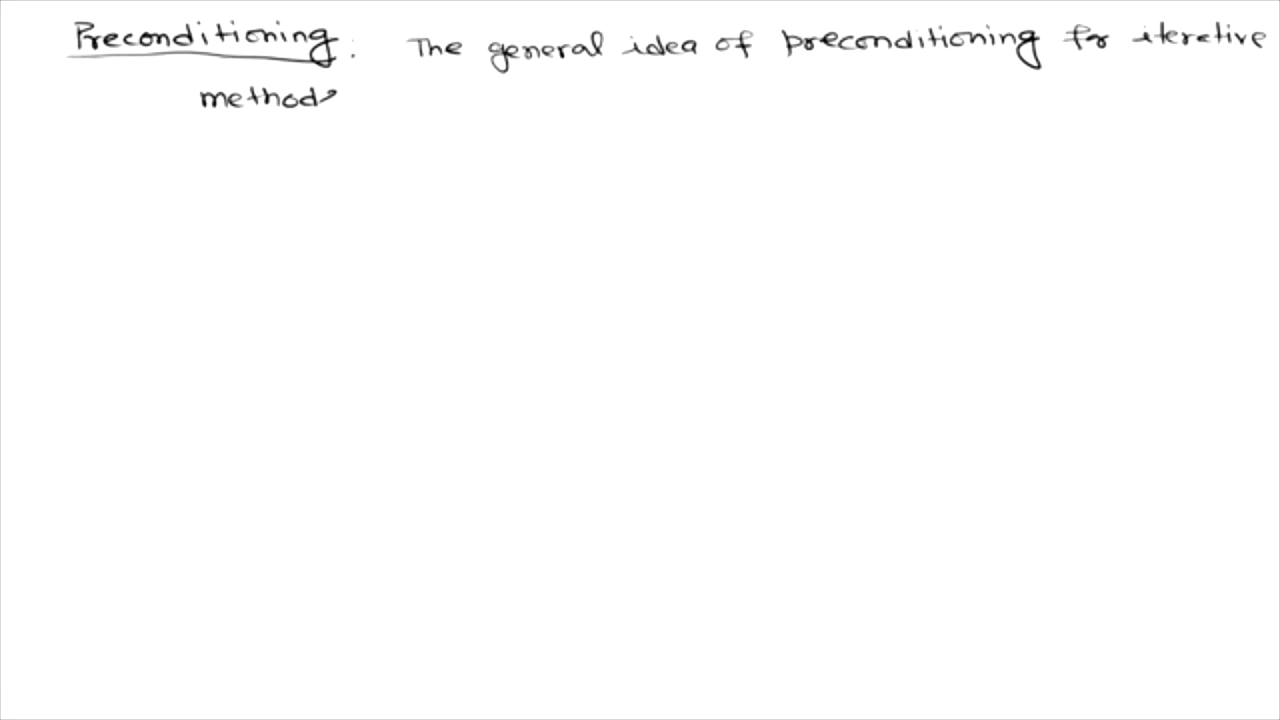 Preconditioning: The general idea of preconditioning for iterative
methods